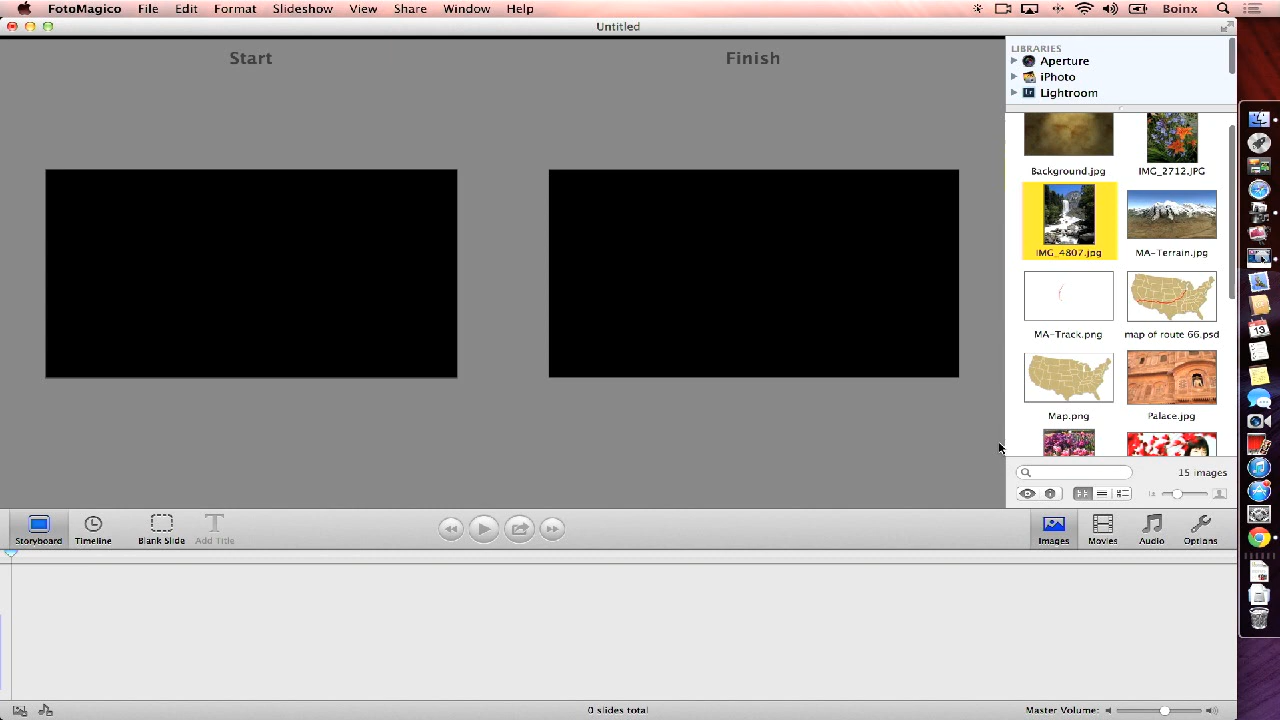 FotoMagico File Edit Format Slideshow View Share Window Help Boinx
Untitled
Start Finish
LIBRARIES
Aperture
iPhoto
Lightroom
Background.jpg IMG_2712.JPG
IMG_4807.jpg MA-Terrain.jpg
MA-Track.png map of route 66.psd
Map.png Palace.jpg
15 images
Storyboard Timeline Blank Slide Add Title Images Movies Audio Options
0 slides total Master Volume: